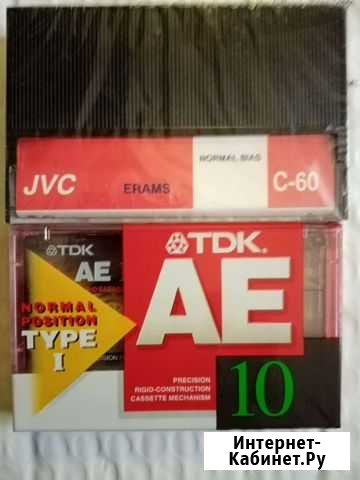 NORMAL BIAS
JVC
ERAMS
C-60
TDK
AE
NORMAL
POSITION
TYPE
I
TDK.
AE
PRECISION
RIGID-CONSTRUCTION
CASSETTE MECHANISM
10
Интернет-
Кабинет.Ру